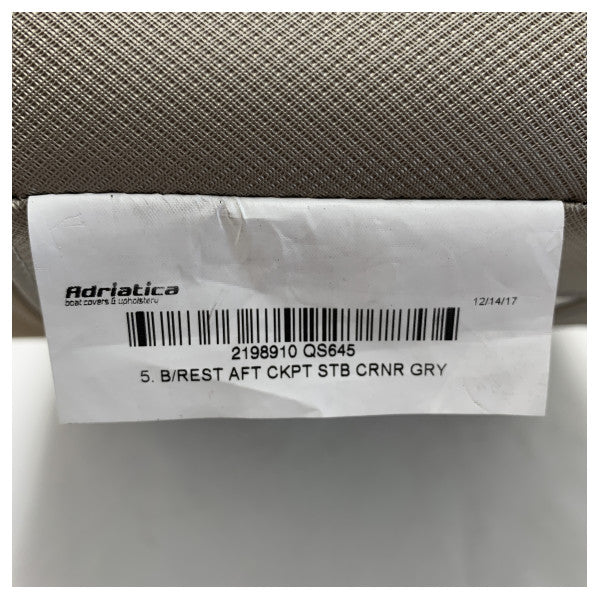 Adriatica
boat covers & upholstery
12/14/17
2198910 QS645
5. B/REST AFT CKPT STB CRNR GRY